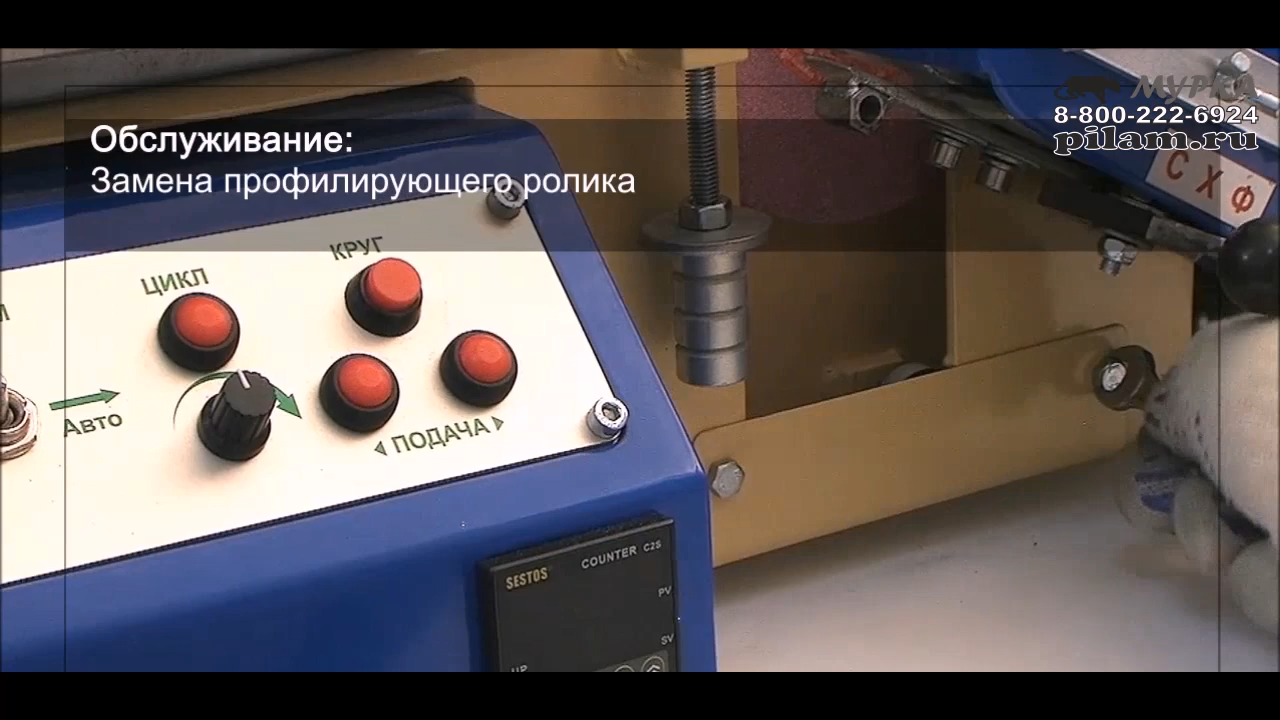 МУРКА
8-800-222-6924
pilam.ru
Обслуживание:
Замена профилирующего ролика
С Х Ф
КРУГ
ЦИКЛ
Авто
ПОДАЧА
COUNTER C2S
SESTOS
PV
SV
UP